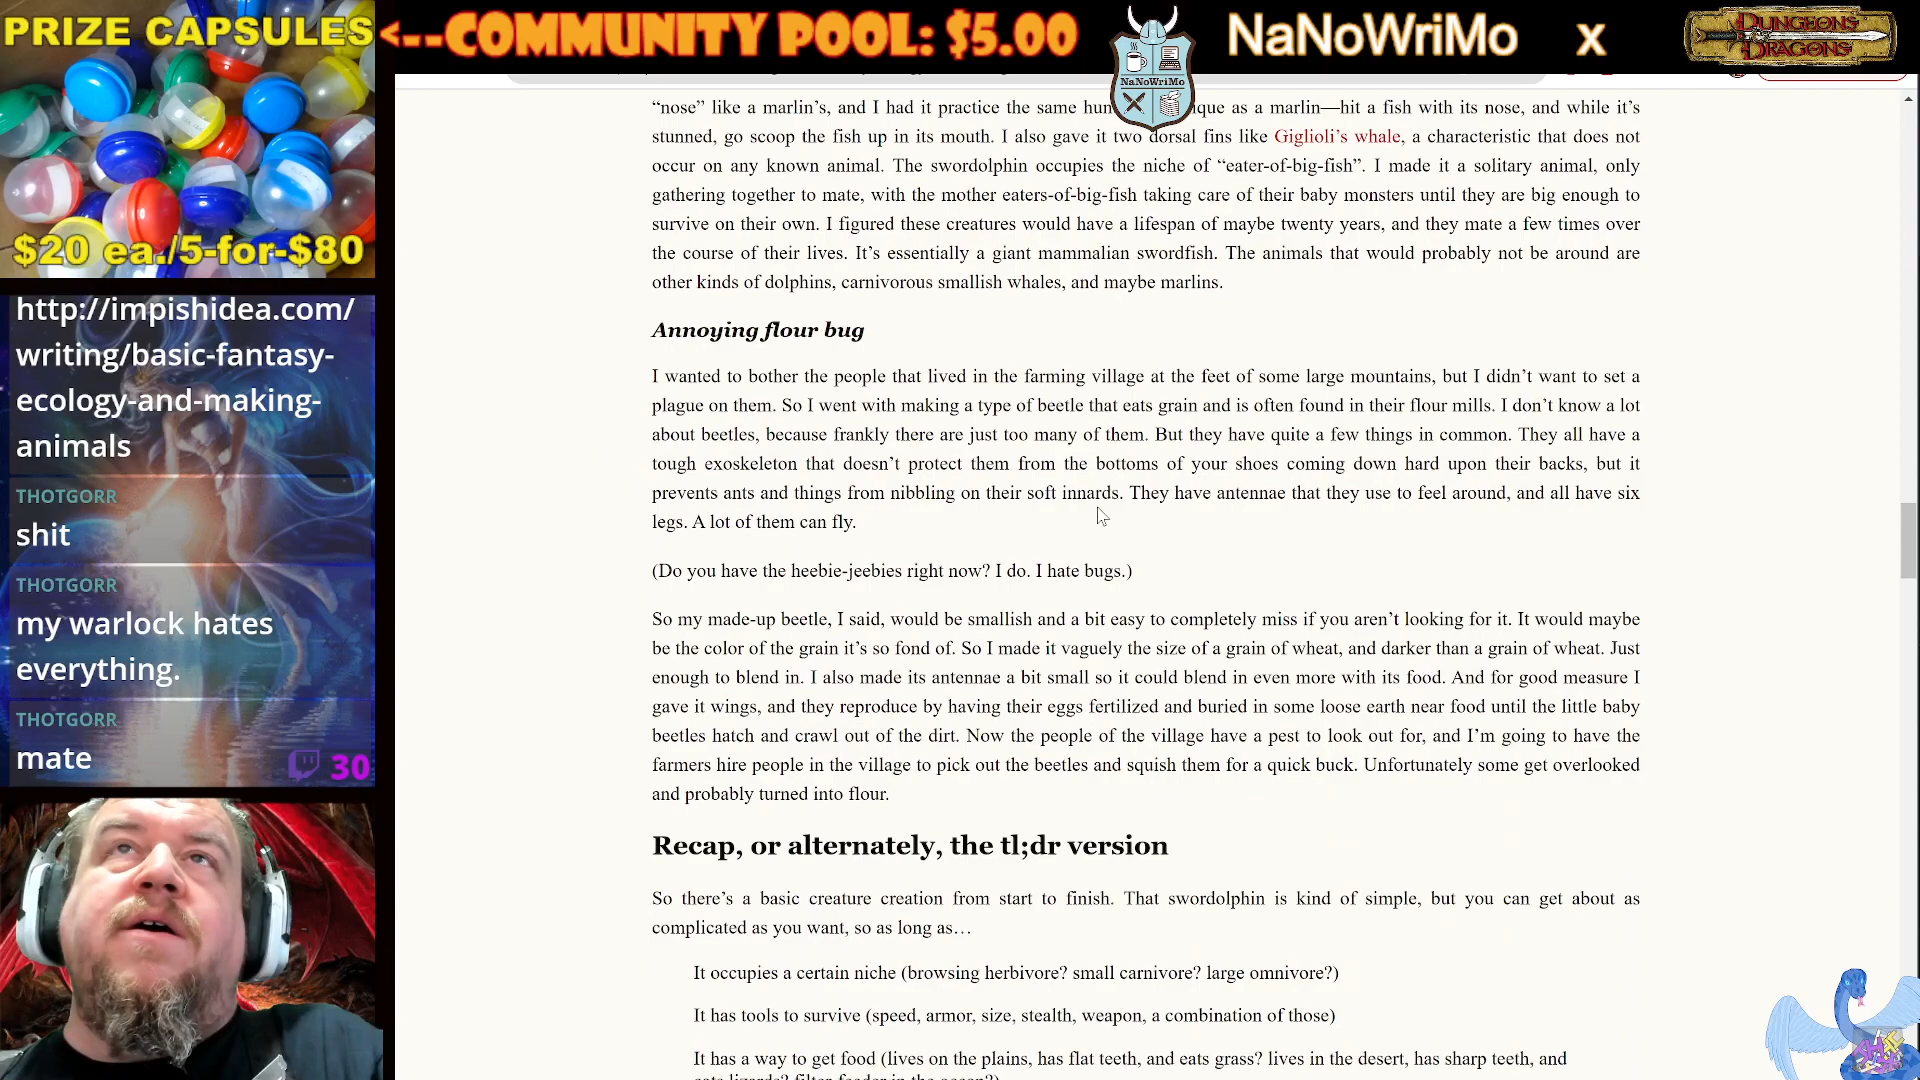 PRIZE CAPSULES
<--COMMUNITY POOL: $5.00
NaNoWriMo
NaNoWriMo
x
DUNGEONS
DRAGONS
$20 ea./5-for-$80
http://impishidea.com/
writing/basic-fantasy-
ecology-and-making-
animals
THOTGORR
shit
THOTGORR
my warlock hates
everything.
THOTGORR
mate
30
“nose” like a marlin’s, and I had it practice the same hun que as a marlin—hit a fish with its nose, and while it’s
stunned, go scoop the fish up in its mouth. I also gave it two dorsal fins like Giglioli’s whale, a characteristic that does not
occur on any known animal. The swordolphin occupies the niche of “eater-of-big-fish”. I made it a solitary animal, only
gathering together to mate, with the mother eaters-of-big-fish taking care of their baby monsters until they are big enough to
survive on their own. I figured these creatures would have a lifespan of maybe twenty years, and they mate a few times over
the course of their lives. It’s essentially a giant mammalian swordfish. The animals that would probably not be around are
other kinds of dolphins, carnivorous smallish whales, and maybe marlins.
Annoying flour bug
I wanted to bother the people that lived in the farming village at the feet of some large mountains, but I didn’t want to set a
plague on them. So I went with making a type of beetle that eats grain and is often found in their flour mills. I don’t know a lot
about beetles, because frankly there are just too many of them. But they have quite a few things in common. They all have a
tough exoskeleton that doesn’t protect them from the bottoms of your shoes coming down hard upon their backs, but it
prevents ants and things from nibbling on their soft innards. They have antennae that they use to feel around, and all have six
legs. A lot of them can fly.
(Do you have the heebie-jeebies right now? I do. I hate bugs.)
So my made-up beetle, I said, would be smallish and a bit easy to completely miss if you aren’t looking for it. It would maybe
be the color of the grain it’s so fond of. So I made it vaguely the size of a grain of wheat, and darker than a grain of wheat. Just
enough to blend in. I also made its antennae a bit small so it could blend in even more with its food. And for good measure I
gave it wings, and they reproduce by having their eggs fertilized and buried in some loose earth near food until the little baby
beetles hatch and crawl out of the dirt. Now the people of the village have a pest to look out for, and I’m going to have the
farmers hire people in the village to pick out the beetles and squish them for a quick buck. Unfortunately some get overlooked
and probably turned into flour.
Recap, or alternately, the tl;dr version
So there’s a basic creature creation from start to finish. That swordolphin is kind of simple, but you can get about as
complicated as you want, so as long as…
It occupies a certain niche (browsing herbivore? small carnivore? large omnivore?)
It has tools to survive (speed, armor, size, stealth, weapon, a combination of those)
It has a way to get food (lives on the plains, has flat teeth, and eats grass? lives in the desert, has sharp teeth, and
eats lizards? filter feeder in the ocean?)